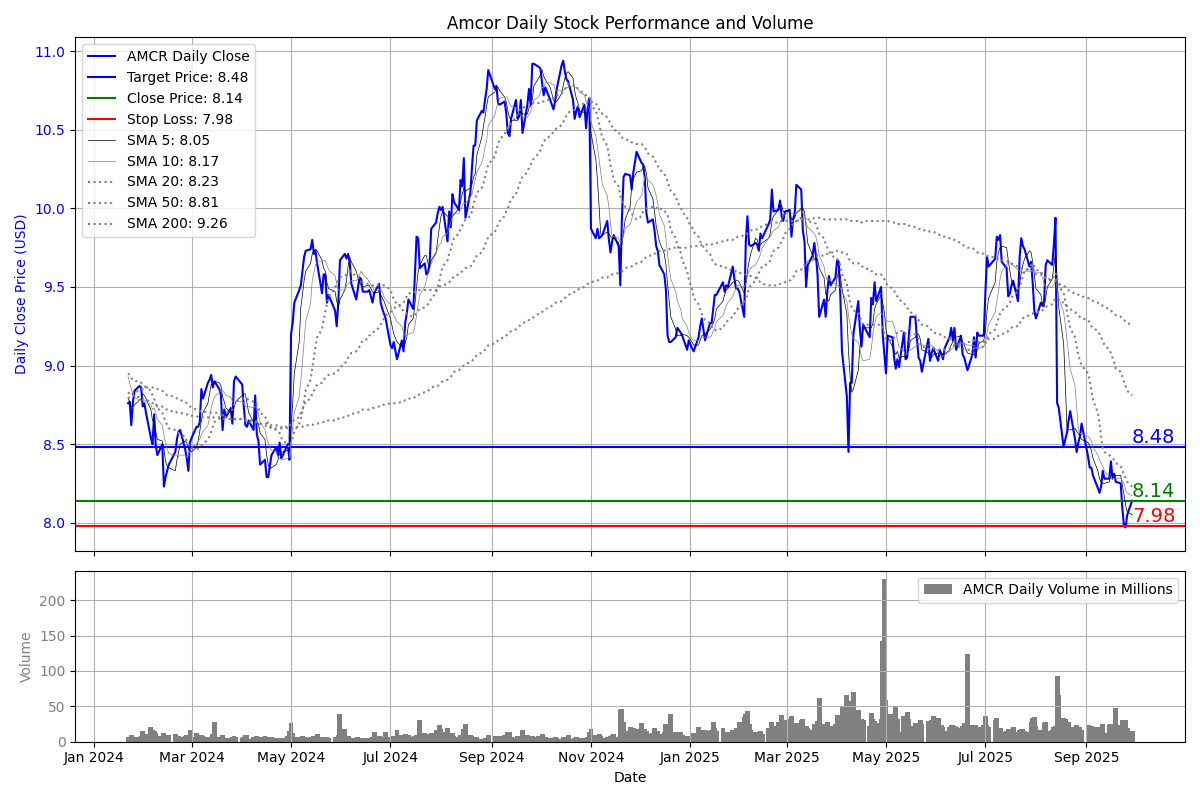 Amcor Daily Stock Performance and Volume
11.0
10.5
10.0
9.5
9.0
8.5
8.0
Daily Close Price (USD)
AMCR Daily Close
Target Price: 8.48
Close Price: 8.14
Stop Loss: 7.98
SMA 5: 8.05
SMA 10: 8.17
SMA 20: 8.23
SMA 50: 8.81
SMA 200: 9.26
8.48
8.14
7.98
200
150
100
50
0
Volume
AMCR Daily Volume in Millions
Jan 2024
Mar 2024
May 2024
Jul 2024
Sep 2024
Nov 2024
Jan 2025
Mar 2025
May 2025
Jul 2025
Sep 2025
Date